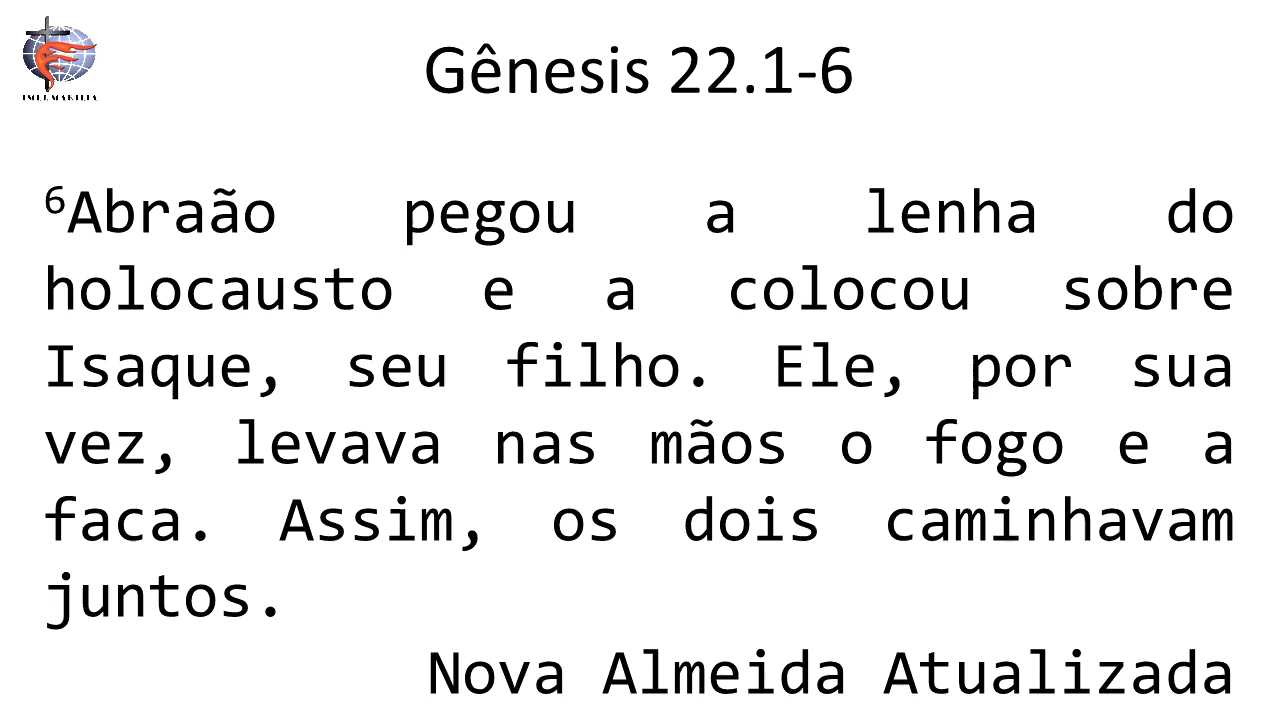 Gênesis 22.1-6
⁶Abraão pegou a lenha do
holocausto e a colocou sobre
Isaque, seu filho. Ele, por sua
vez, levava nas mãos o fogo e a
faca. Assim, os dois caminhavam
juntos.
Nova Almeida Atualizada